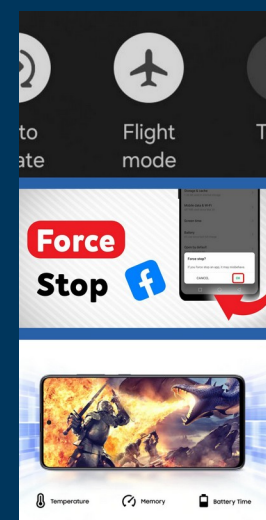 to
ate
Flight
mode
T
Force
Stop
Force stop?
CANCEL
OK
Temperature
Memory
Battery Time